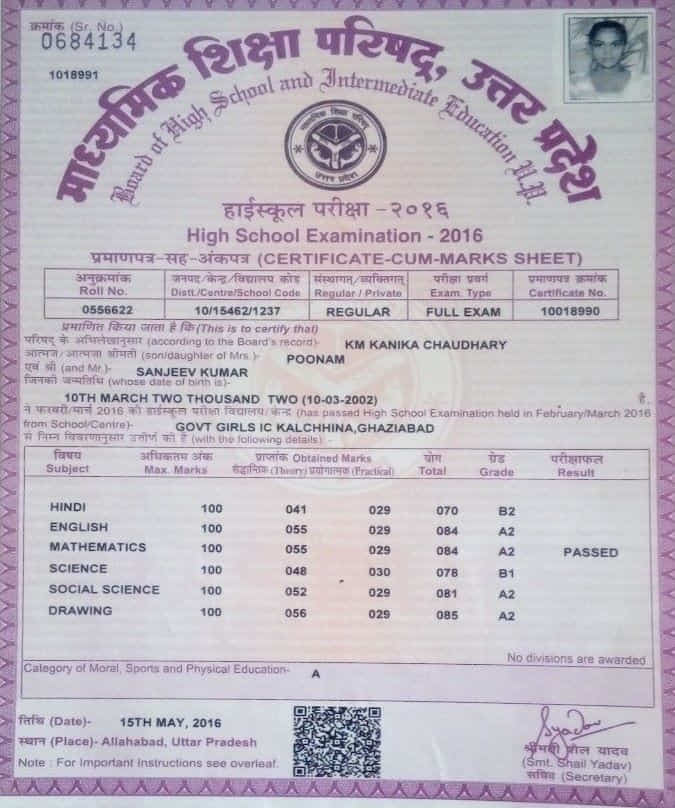 क्रमांक (Sr. No.)
0684134
1018991
माध्यमिक शिक्षा परिषद्, उत्तर प्रदेश
Board of High School and Intermediate Education U.P.
माध्यमिक शिक्षा परिषद्
उत्तर प्रदेश
हाईस्कूल परीक्षा - २०१६
High School Examination - 2016
प्रमाणपत्र-सह-अंकपत्र (CERTIFICATE-CUM-MARKS SHEET)
अनुक्रमांक जनपद/केन्द्र/विद्यालय कोड संस्थागत/व्यक्तिगत परीक्षा प्रवर्ग प्रमाणपत्र क्रमांक
Roll No. Distt./Centre/School Code Regular / Private Exam. Type Certificate No.
0556622 10/15462/1237 REGULAR FULL EXAM 10018990
प्रमाणित किया जाता है कि (This is to certify that)
परिषद् के अभिलेखानुसार (according to the Board's record)- KM KANIKA CHAUDHARY
आत्मज/आत्मजा श्रीमती (son/daughter of Mrs.)- POONAM
एवं श्री (and Mr.)- SANJEEV KUMAR
जिनकी जन्मतिथि (whose date of birth is)-
10TH MARCH TWO THOUSAND TWO (10-03-2002) है,
ने फरवरी/मार्च 2016 की हाईस्कूल परीक्षा विद्यालय/केन्द्र (has passed High School Examination held in February/March 2016
from School/Centre)- GOVT GIRLS IC KALCHHINA,GHAZIABAD
से निम्न विवरणानुसार उत्तीर्ण की है (with the following details) :-
विषय अधिकतम अंक प्राप्तांक Obtained Marks योग ग्रेड परीक्षाफल
Subject Max. Marks सैद्धान्तिक (Theory) प्रयोगात्मक (Practical) Total Grade Result
HINDI 100 041 029 070 B2
ENGLISH 100 055 029 084 A2
MATHEMATICS 100 055 029 084 A2 PASSED
SCIENCE 100 048 030 078 B1
SOCIAL SCIENCE 100 052 029 081 A2
DRAWING 100 056 029 085 A2
No divisions are awarded
Category of Moral, Sports and Physical Education- A
तिथि (Date)- 15TH MAY, 2016
स्थान (Place)- Allahabad, Uttar Pradesh
Note : For Important Instructions see overleaf.
Syadav
श्रीमती शैल यादव
(Smt. Shail Yadav)
सचिव (Secretary)